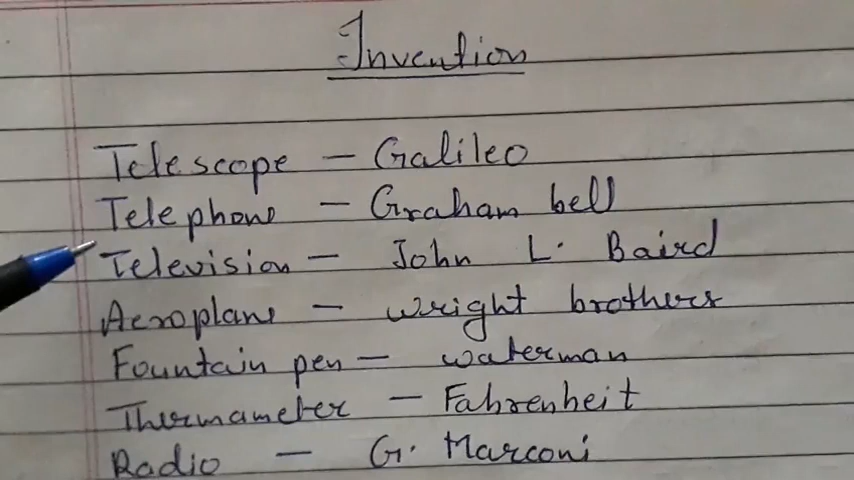 Invention
Telescope - Galileo
Telephone - Graham bell
Television - John L. Baird
Aeroplane - wright brothers
Fountain pen - waterman
Thermameter - Fahrenheit
Radio - G. Marconi